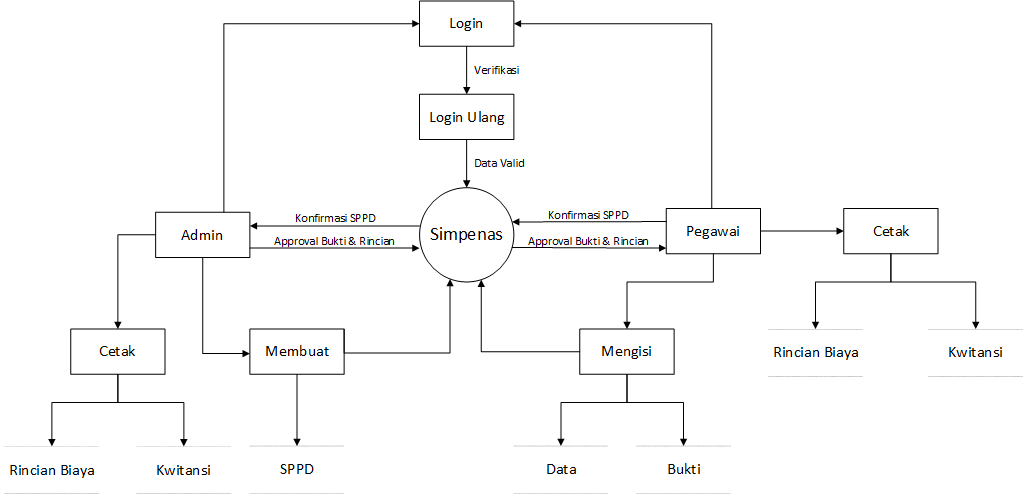 Login
Verifikasi
Login Ulang
Data Valid
Konfirmasi SPPD
Konfirmasi SPPD
Admin
Simpenas
Pegawai
Cetak
Approval Bukti & Rincian
Approval Bukti & Rincian
Cetak
Membuat
Mengisi
Rincian Biaya
Kwitansi
Rincian Biaya
Kwitansi
SPPD
Data
Bukti